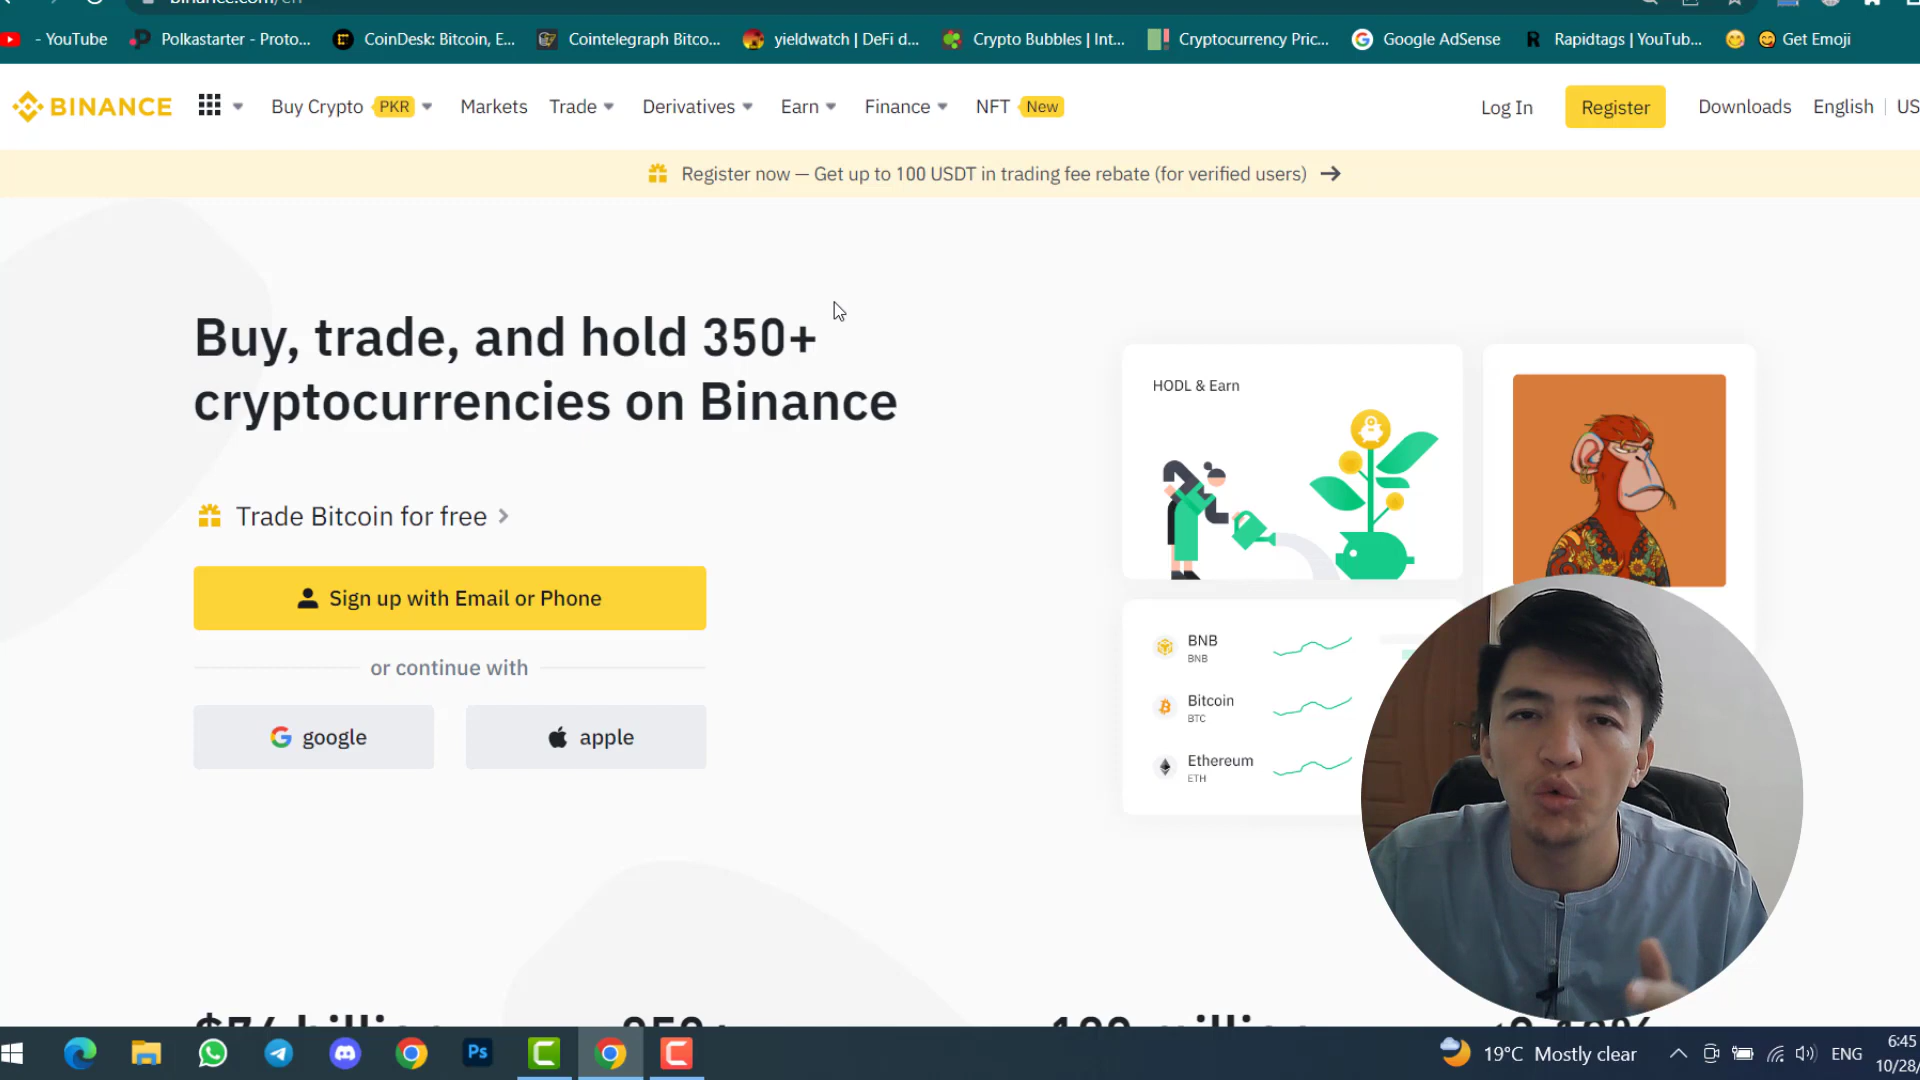 - YouTube
Polkastarter - Proto...
CoinDesk: Bitcoin, E...
Cointelegraph Bitco...
yieldwatch | DeFi d...
Crypto Bubbles | Int...
Cryptocurrency Pric...
Google AdSense
Rapidtags | YouTub...
Get Emoji
BINANCE
Buy Crypto PKR
Markets
Trade
Derivatives
Earn
Finance
NFT New
Log In
Register
Downloads
English
US
Register now — Get up to 100 USDT in trading fee rebate (for verified users)
Buy, trade, and hold 350+
cryptocurrencies on Binance
Trade Bitcoin for free
Sign up with Email or Phone
or continue with
google
apple
HODL & Earn
BNB
BNB
Bitcoin
BTC
Ethereum
ETH
Ps
19°C Mostly clear
ENG
6:45
10/28/